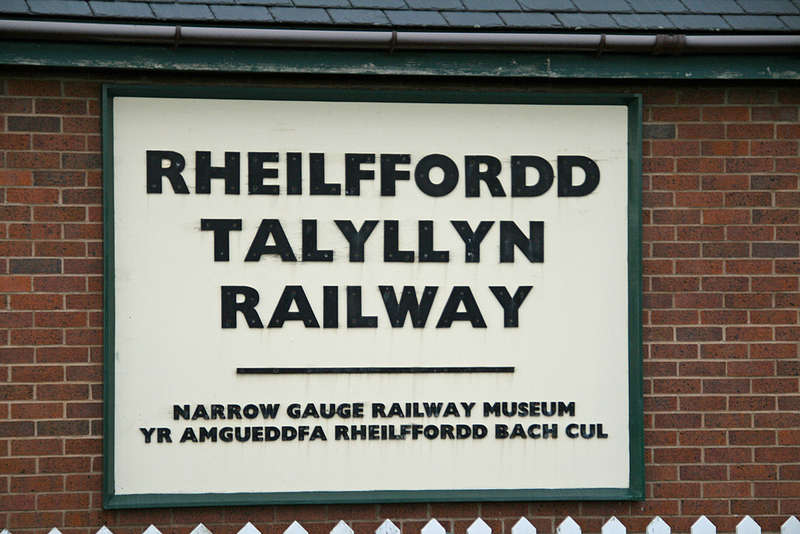 RHEILFFORDD
TALYLLYN
RAILWAY
NARROW GAUGE RAILWAY MUSEUM
YR AMGUEDDFA RHEILFFORDD BACH CUL